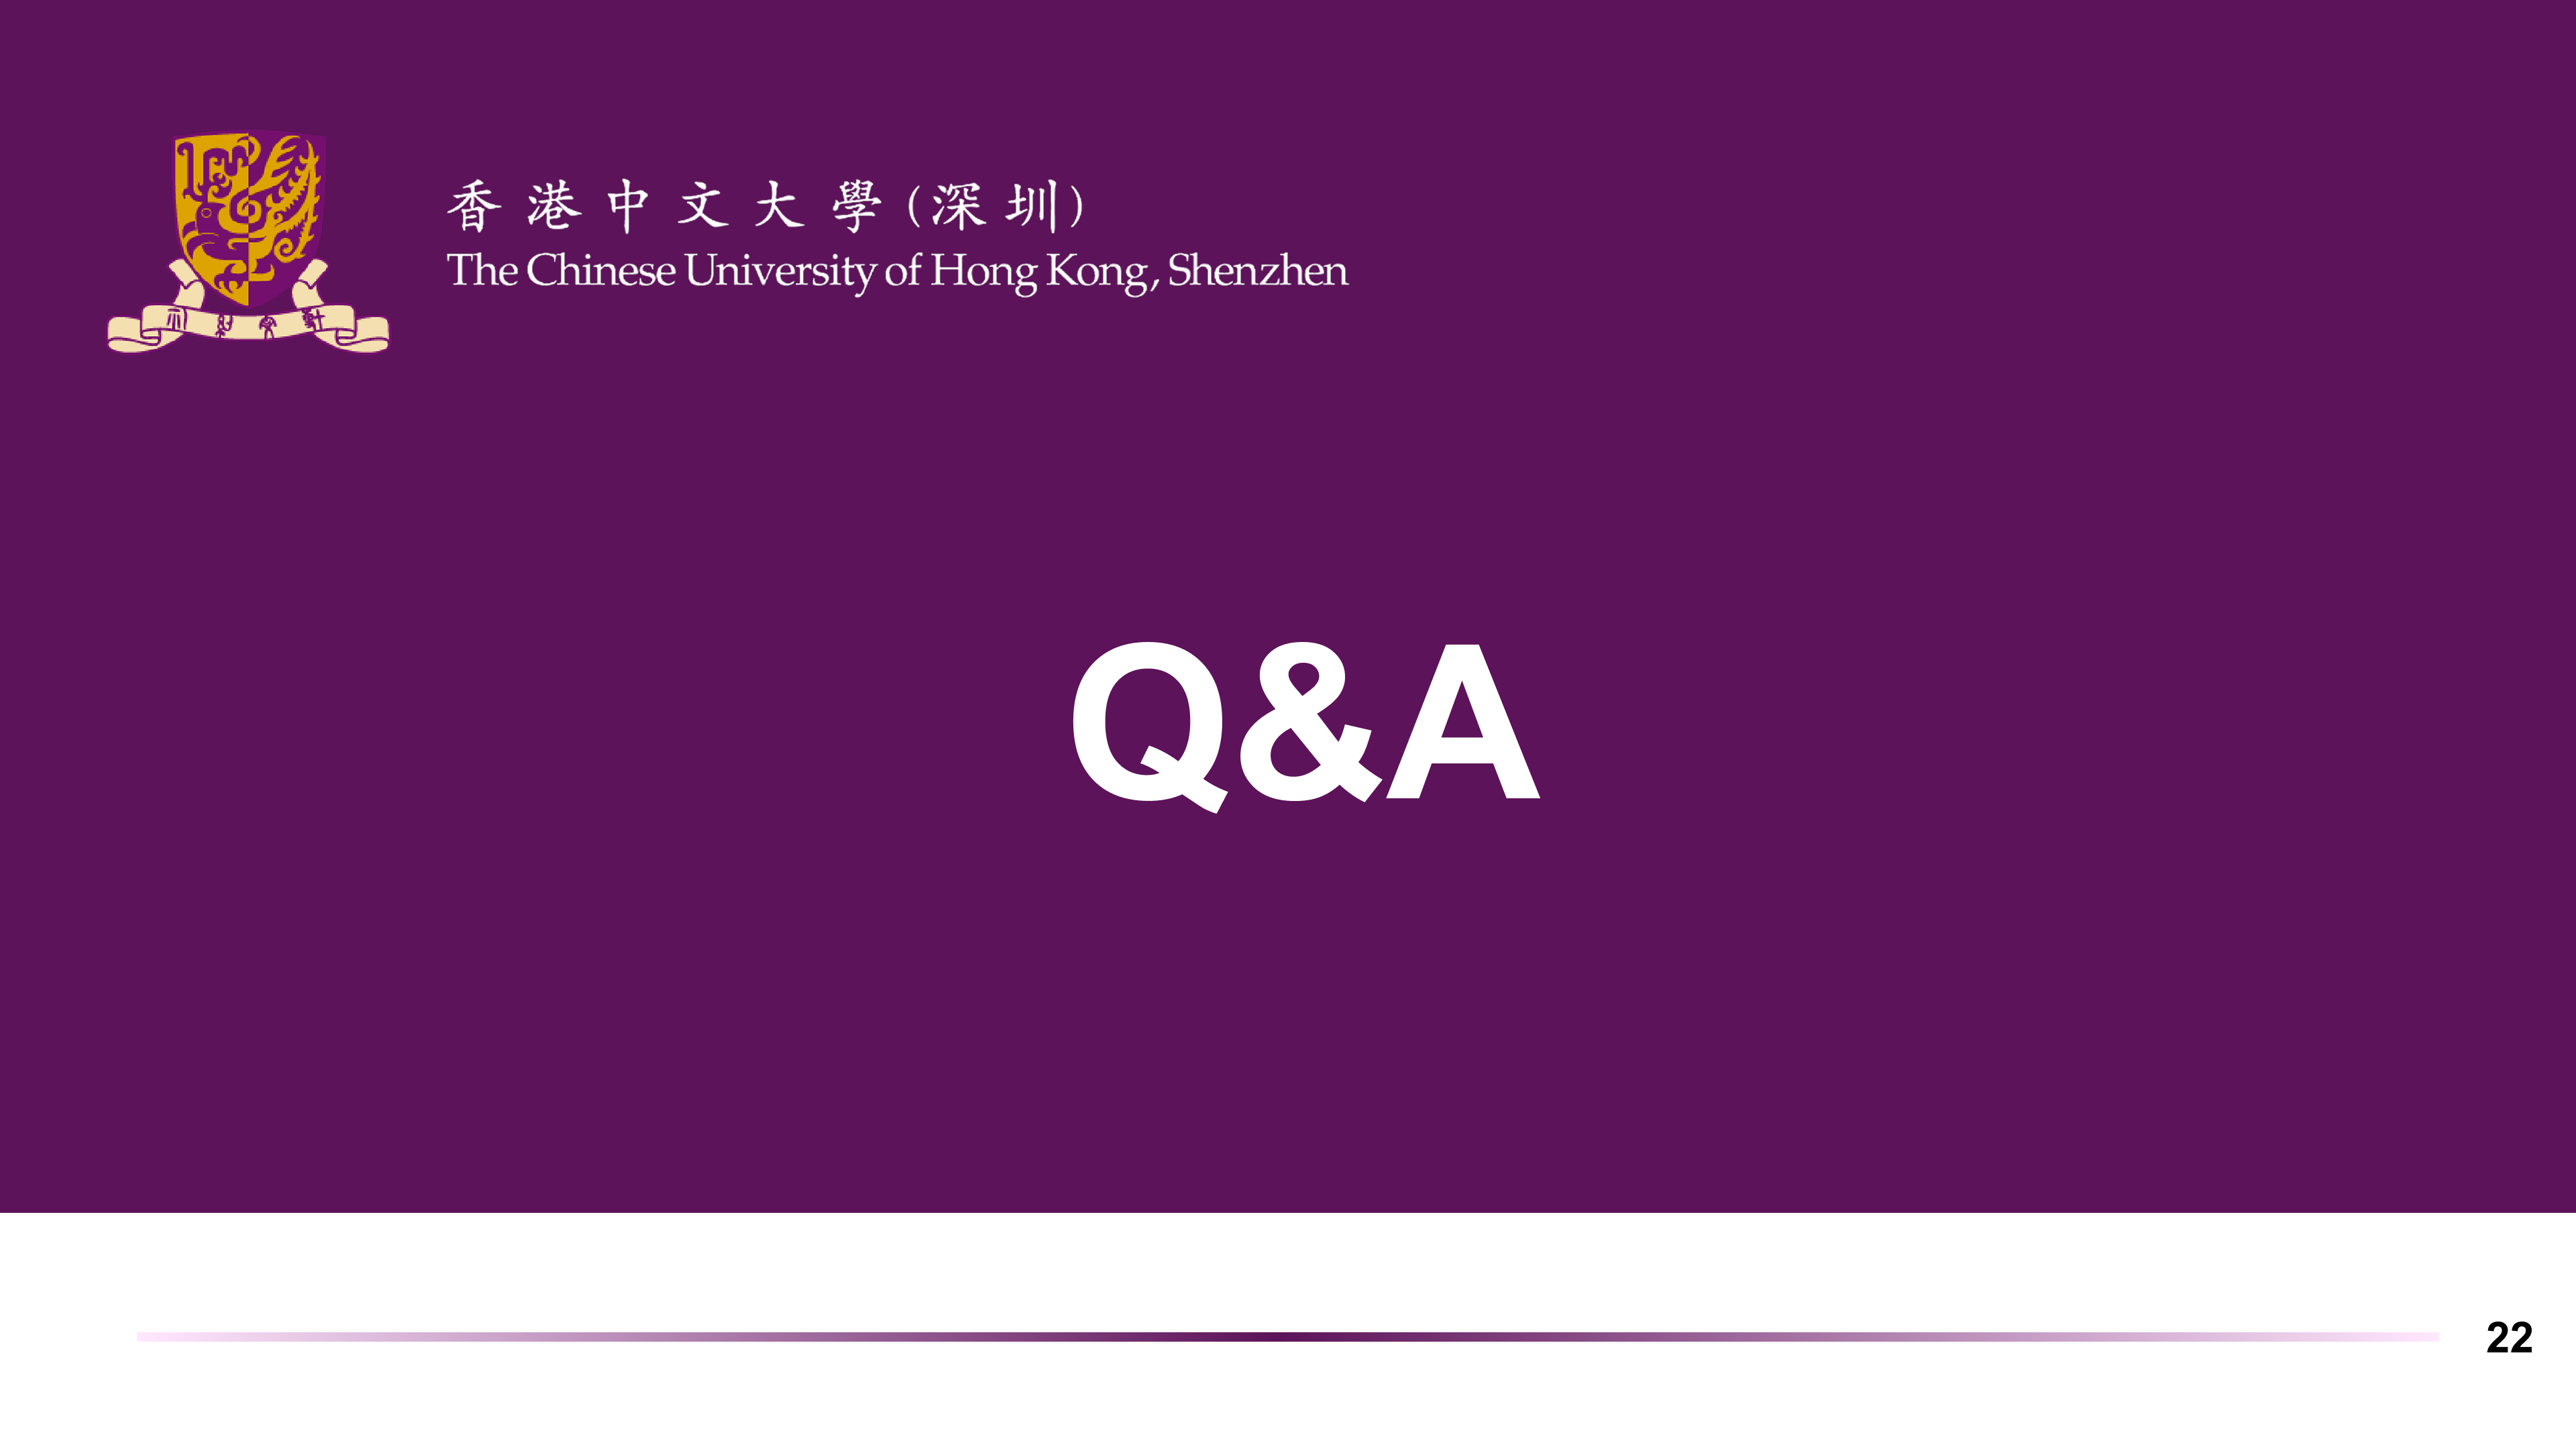 香港中文大學(深圳)
The Chinese University of Hong Kong, Shenzhen
Q&A
22